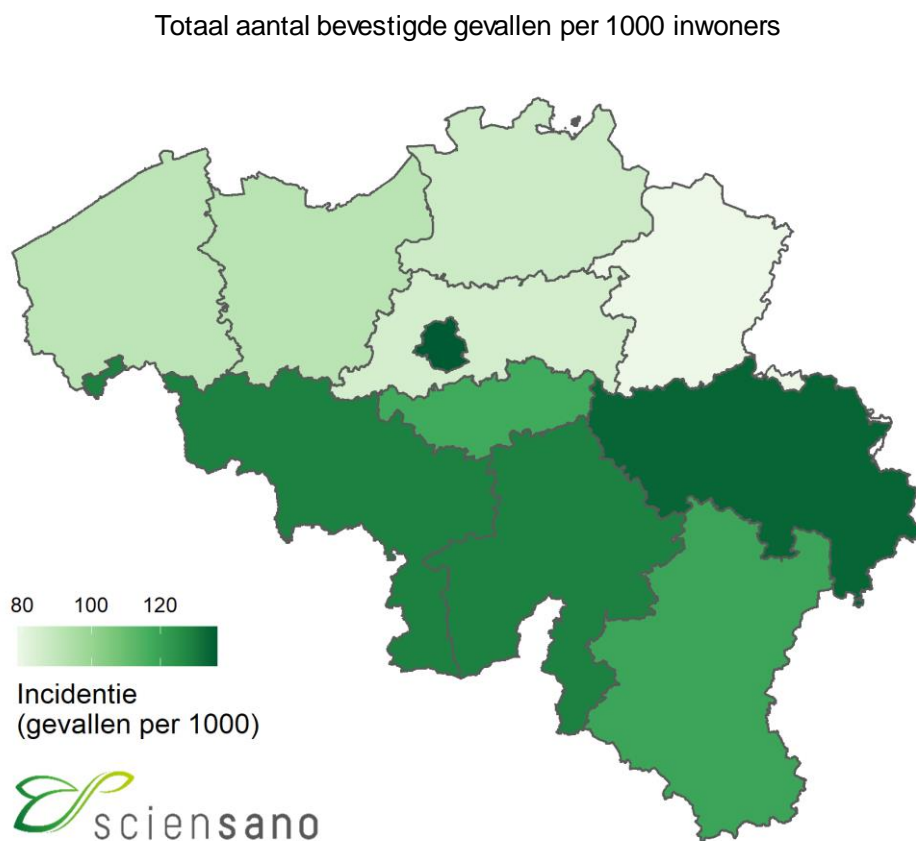 Totaal aantal bevestigde gevallen per 1000 inwoners
80 100 120
Incidentie
(gevallen per 1000)
sciensano